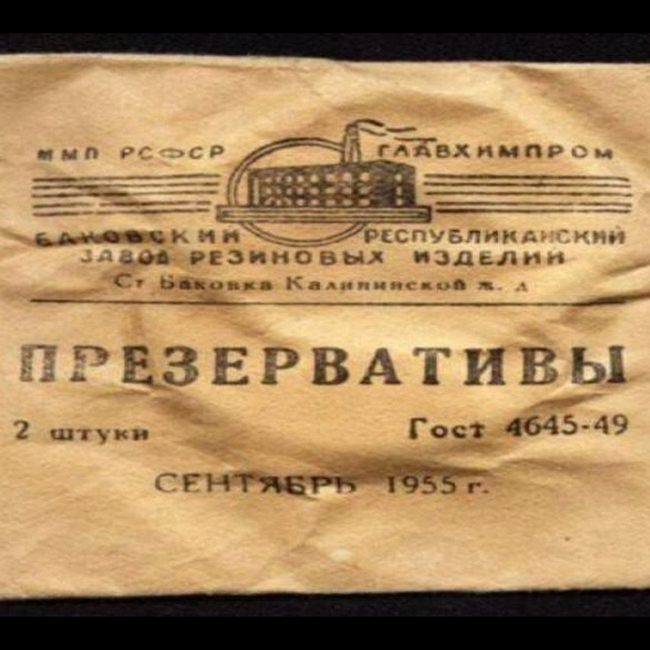 ММП РСФСР ГЛАВХИМПРОМ
БАКОВСКИЙ РЕСПУБЛИКАНСКИЙ
ЗАВОД РЕЗИНОВЫХ ИЗДЕЛИЙ
Ст Баковка Калининской ж. д
ПРЕЗЕРВАТИВЫ
2 штуки Гост 4645-49
СЕНТЯБРЬ 1955 г.